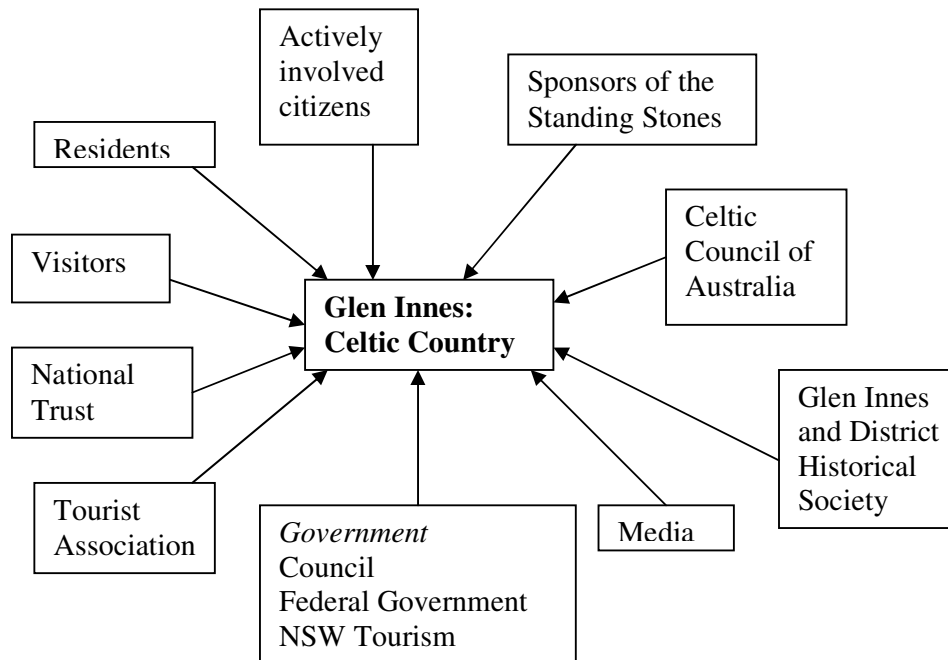 Actively
involved
citizens
Sponsors of the
Standing Stones
Residents
Celtic
Council of
Australia
Visitors
Glen Innes:
Celtic Country
National
Trust
Glen Innes
and District
Historical
Society
Tourist
Association
Government
Council
Federal Government
NSW Tourism
Media